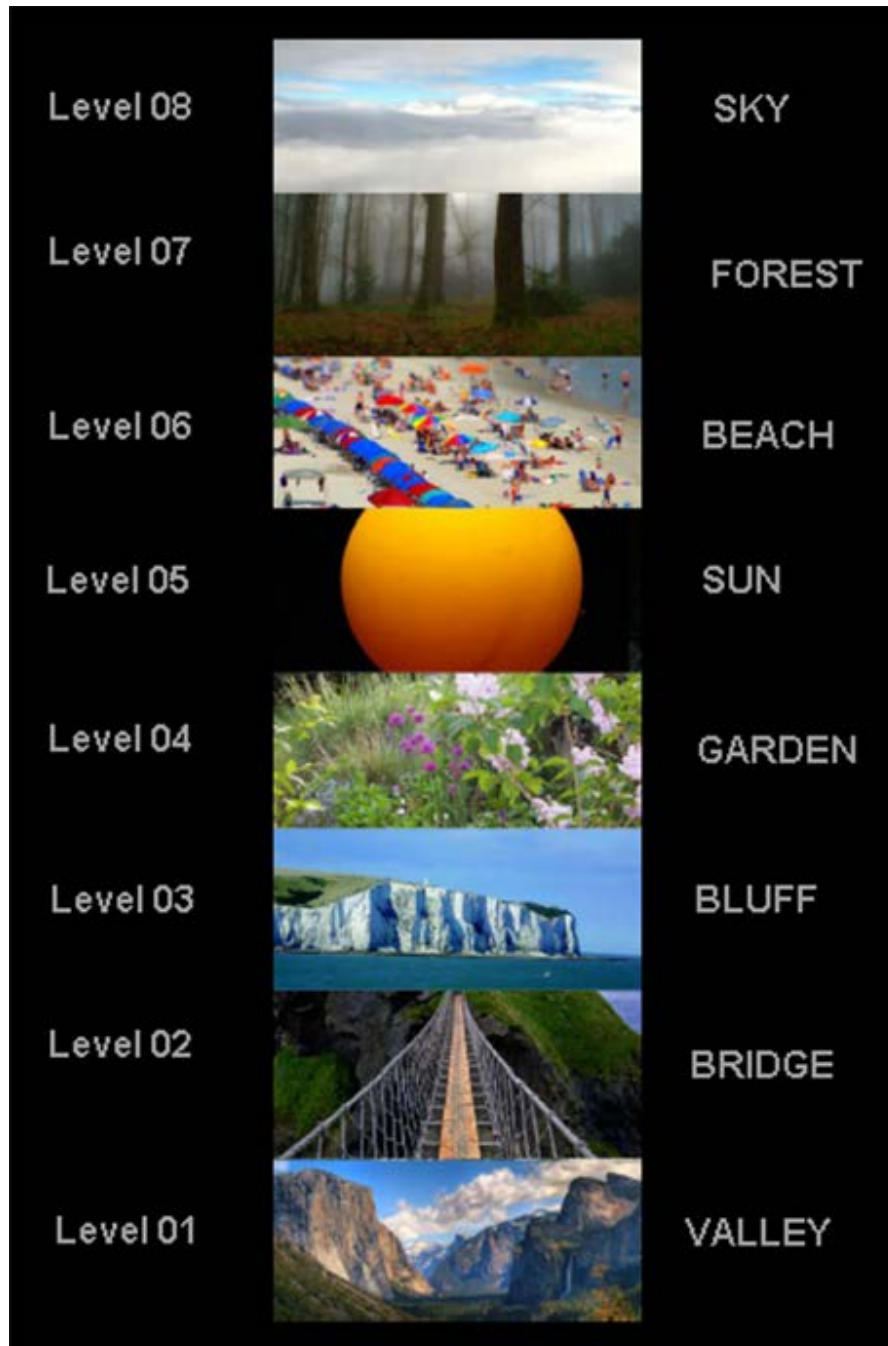 Level 08
SKY
Level 07
FOREST
Level 06
BEACH
Level 05
SUN
Level 04
GARDEN
Level 03
BLUFF
Level 02
BRIDGE
Level 01
VALLEY